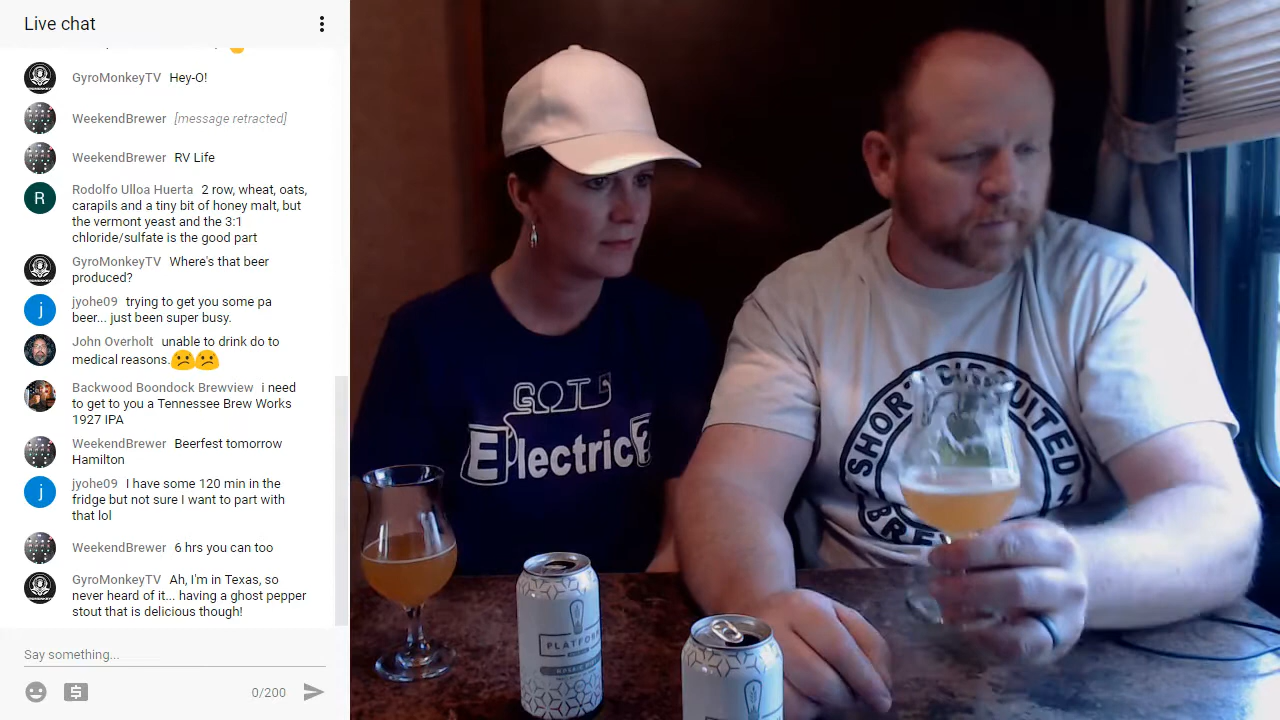 Live chat
GyroMonkeyTV Hey-O!
WeekendBrewer [message retracted]
WeekendBrewer RV Life
R
Rodolfo Ulloa Huerta 2 row, wheat, oats,
carapils and a tiny bit of honey malt, but
the vermont yeast and the 3:1
chloride/sulfate is the good part
GyroMonkeyTV Where's that beer
produced?
j
jyohe09 trying to get you some pa
beer... just been super busy.
John Overholt unable to drink do to
medical reasons.😕😕
Backwood Boondock Brewview i need
to get to you a Tennessee Brew Works
1927 IPA
WeekendBrewer Beerfest tomorrow
Hamilton
j
jyohe09 I have some 120 min in the
fridge but not sure I want to part with
that lol
WeekendBrewer 6 hrs you can too
GyroMonkeyTV Ah, I'm in Texas, so
never heard of it... having a ghost pepper
stout that is delicious though!
Say something...
0/200
GOT
Electric?
SHORT CIRCUITED
BRE
PLATFORM